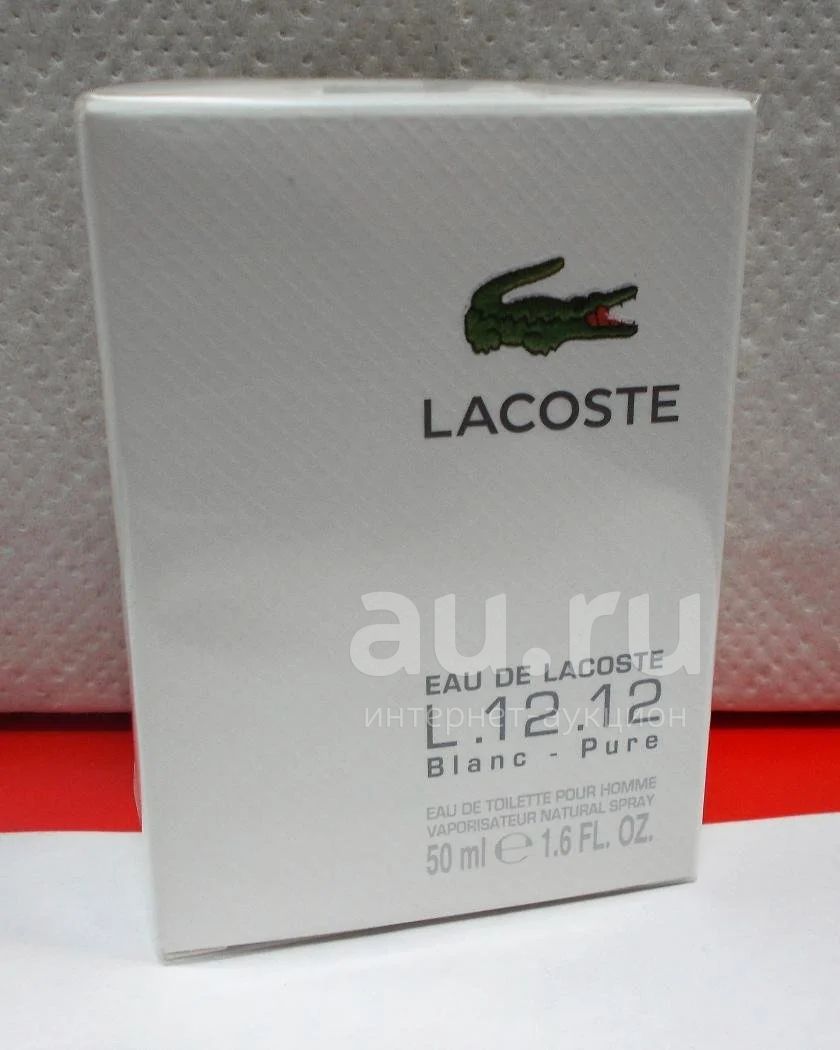 LACOSTE
au.ru
EAU DE LACOSTE
L.12.12
интернет-аукцион
Blanc - Pure
EAU DE TOILETTE POUR HOMME
VAPORISATEUR NATURAL SPRAY
50 ml ℮ 1.6 FL. OZ.